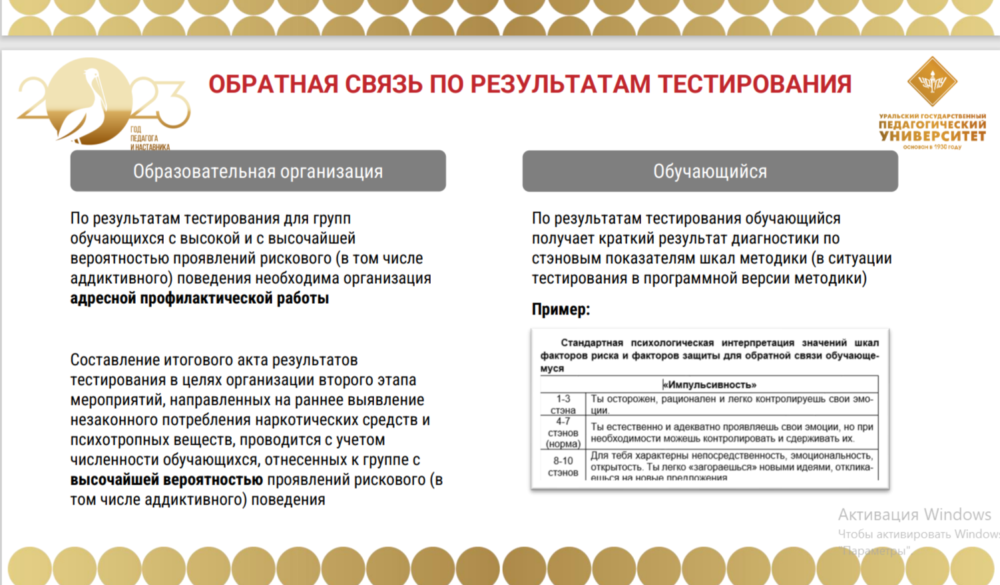 2023
ГОД
ПЕДАГОГА
И НАСТАВНИКА
ОБРАТНАЯ СВЯЗЬ ПО РЕЗУЛЬТАТАМ ТЕСТИРОВАНИЯ
УрГПУ
УРАЛЬСКИЙ ГОСУДАРСТВЕННЫЙ
ПЕДАГОГИЧЕСКИЙ
УНИВЕРСИТЕТ
ОСНОВАН В 1930 ГОДУ
Образовательная организация
По результатам тестирования для групп
обучающихся с высокой и с высочайшей
вероятностью проявлений рискового (в том числе
аддиктивного) поведения необходима организация
адресной профилактической работы
Составление итогового акта результатов
тестирования в целях организации второго этапа
мероприятий, направленных на раннее выявление
незаконного потребления наркотических средств и
психотропных веществ, проводится с учетом
численности обучающихся, отнесенных к группе с
высочайшей вероятностью проявлений рискового (в
том числе аддиктивного) поведения
Обучающийся
По результатам тестирования обучающийся
получает краткий результат диагностики по
стэновым показателям шкал методики (в ситуации
тестирования в программной версии методики)
Пример:
Стандартная психологическая интерпретация значений шкал
факторов риска и факторов защиты для обратной связи обучающе-
муся
«Импульсивность»
1-3
стэна
Ты осторожен, рационален и легко контролируешь свои эмо-
ции.
4-7
стэнов
(норма)
Ты естественно и адекватно проявляешь свои эмоции, но при
необходимости можешь контролировать и сдерживать их.
8-10
стэнов
Для тебя характерны непосредственность, эмоциональность,
открытость. Ты легко «загораешься» новыми идеями, отклика-
ешься на новые предложения
Активация Windows
Чтобы активировать Windows
"Параметры".